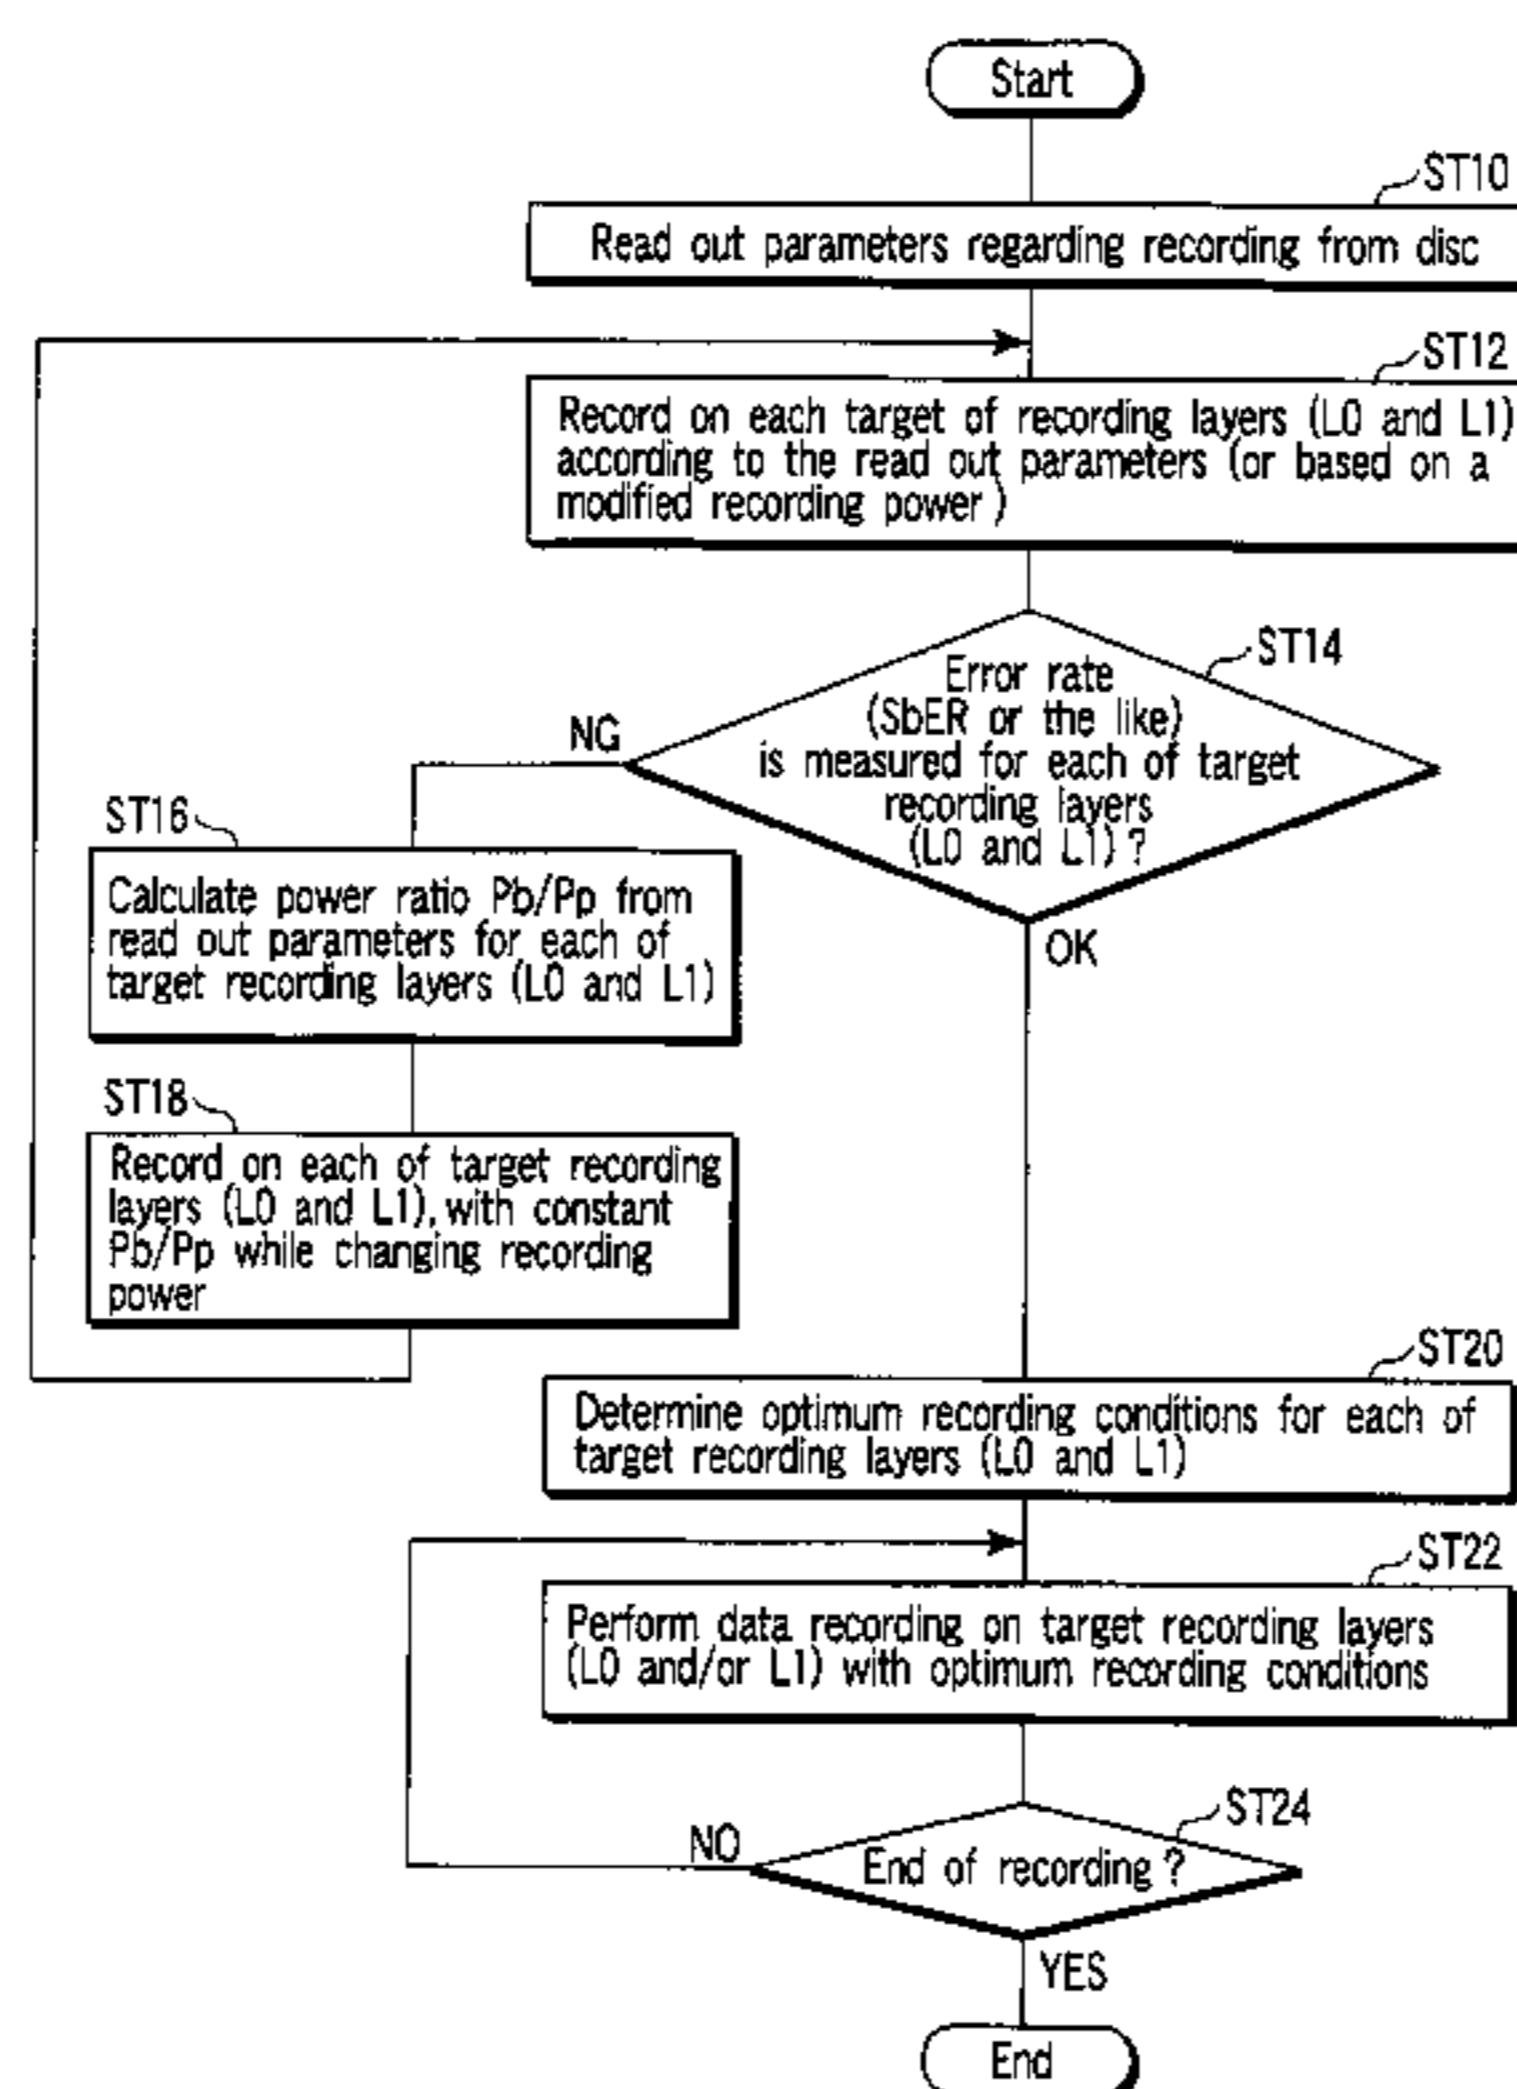 Start
ST10
Read out parameters regarding recording from disc
ST12
Record on each target of recording layers (L0 and L1)
according to the read out parameters (or based on a
modified recording power)
ST14
Error rate
(SbER or the like)
is measured for each of target
recording layers
(L0 and L1)?
NG
OK
ST16
Calculate power ratio Pb/Pp from
read out parameters for each of
target recording layers (L0 and L1)
ST18
Record on each of target recording
layers (L0 and L1), with constant
Pb/Pp while changing recording
power
ST20
Determine optimum recording conditions for each of
target recording layers (L0 and L1)
ST22
Perform data recording on target recording layers
(L0 and/or L1) with optimum recording conditions
ST24
End of recording?
NO
YES
End